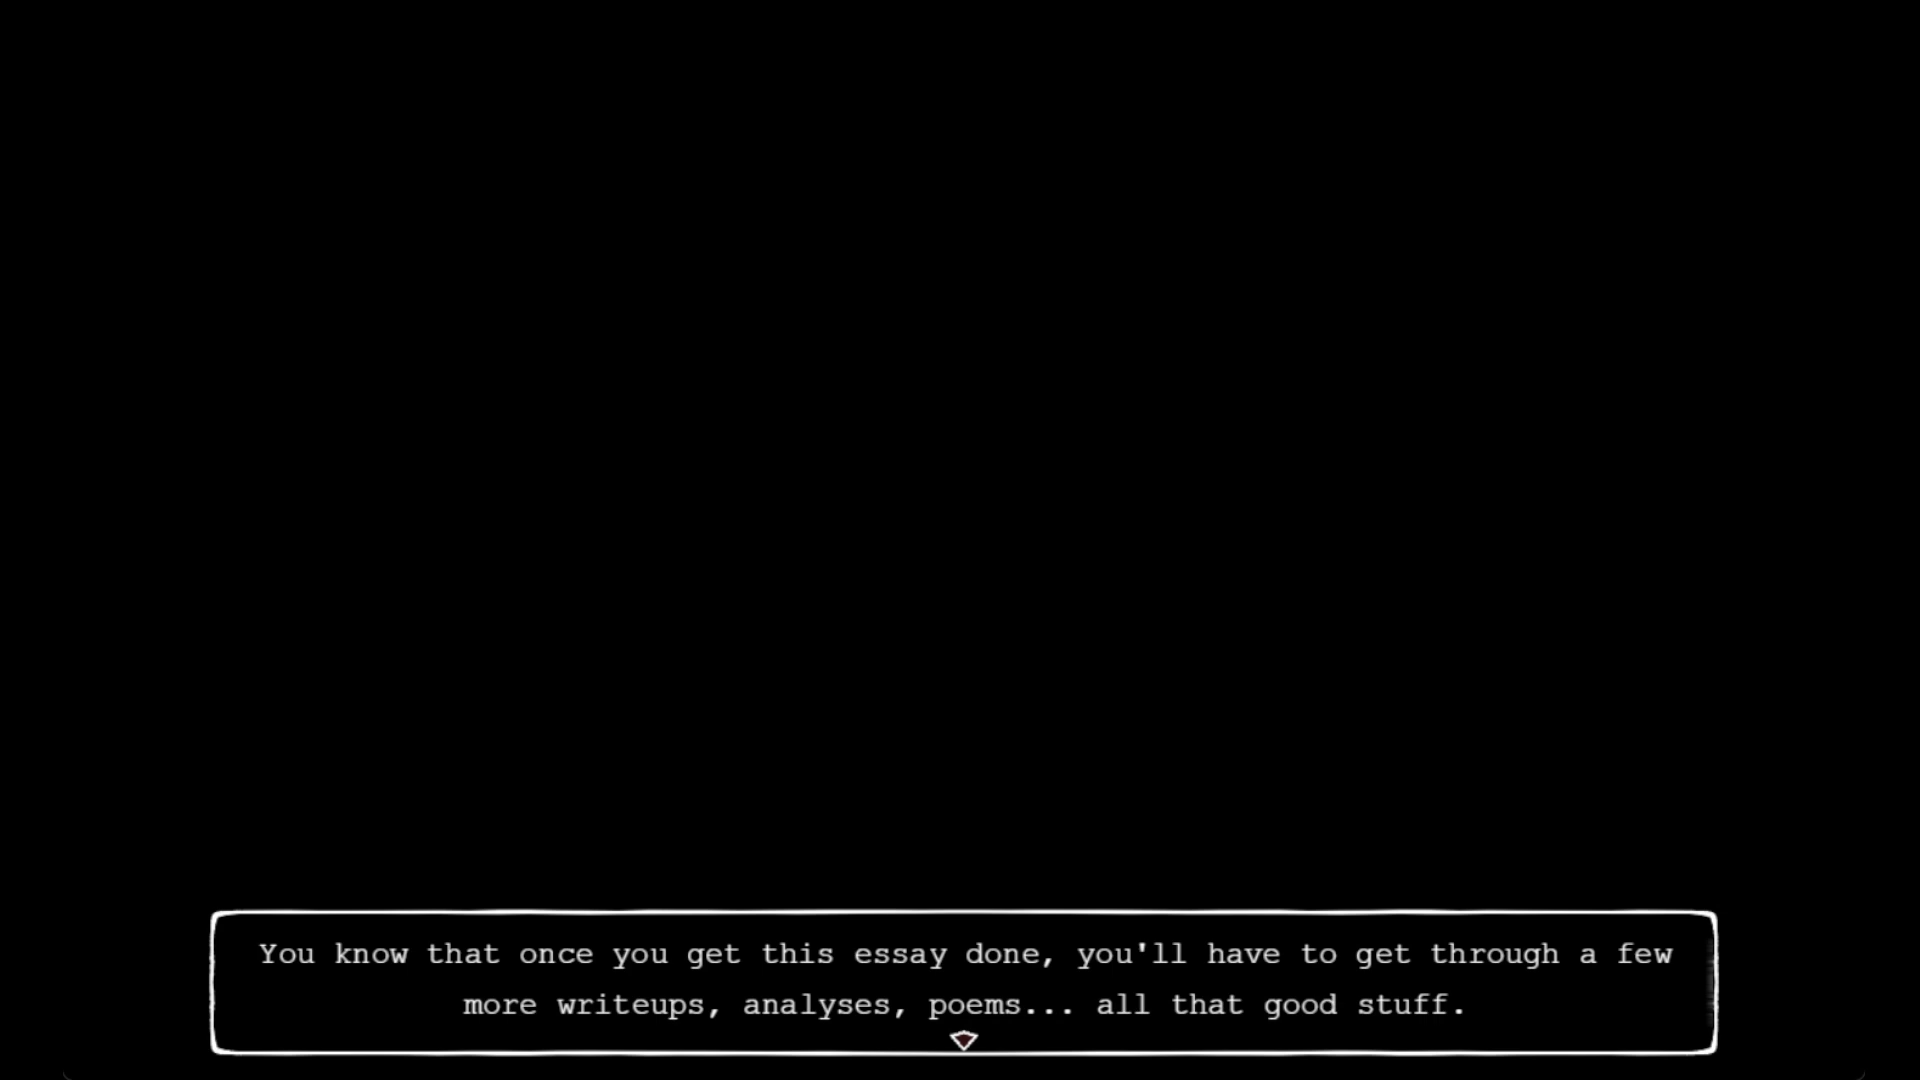 You know that once you get this essay done, you'll have to get through a few
more writeups, analyses, poems... all that good stuff.